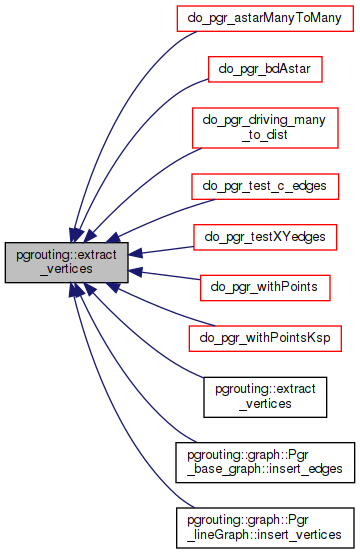 do_pgr_astarManyToMany
do_pgr_bdAstar
do_pgr_driving_many
_to_dist
do_pgr_test_c_edges
do_pgr_testXYedges
pgrouting::extract
_vertices
do_pgr_withPoints
do_pgr_withPointsKsp
pgrouting::extract
_vertices
pgrouting::graph::Pgr
_base_graph::insert_edges
pgrouting::graph::Pgr
_lineGraph::insert_vertices